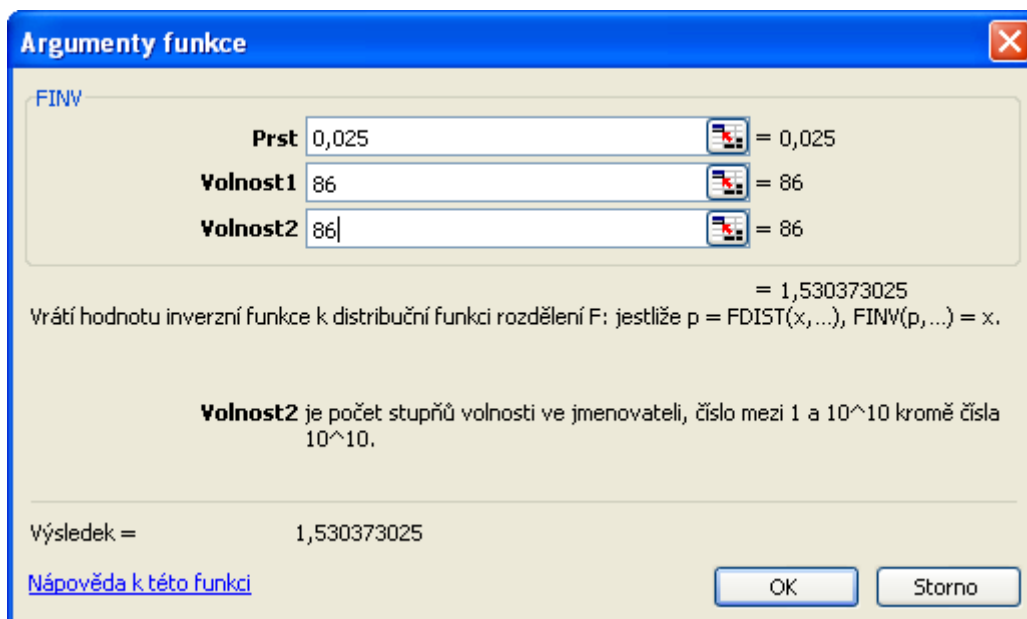 Argumenty funkce
FINV
Prst 0,025 = 0,025
Volnost1 86 = 86
Volnost2 86 = 86
= 1,530373025
Vrátí hodnotu inverzní funkce k distribuční funkci rozdělení F: jestliže p = FDIST(x,...), FINV(p,...) = x.
Volnost2 je počet stupňů volnosti ve jmenovateli, číslo mezi 1 a 10^10 kromě čísla
10^10.
Výsledek = 1,530373025
Nápověda k této funkci OK Storno